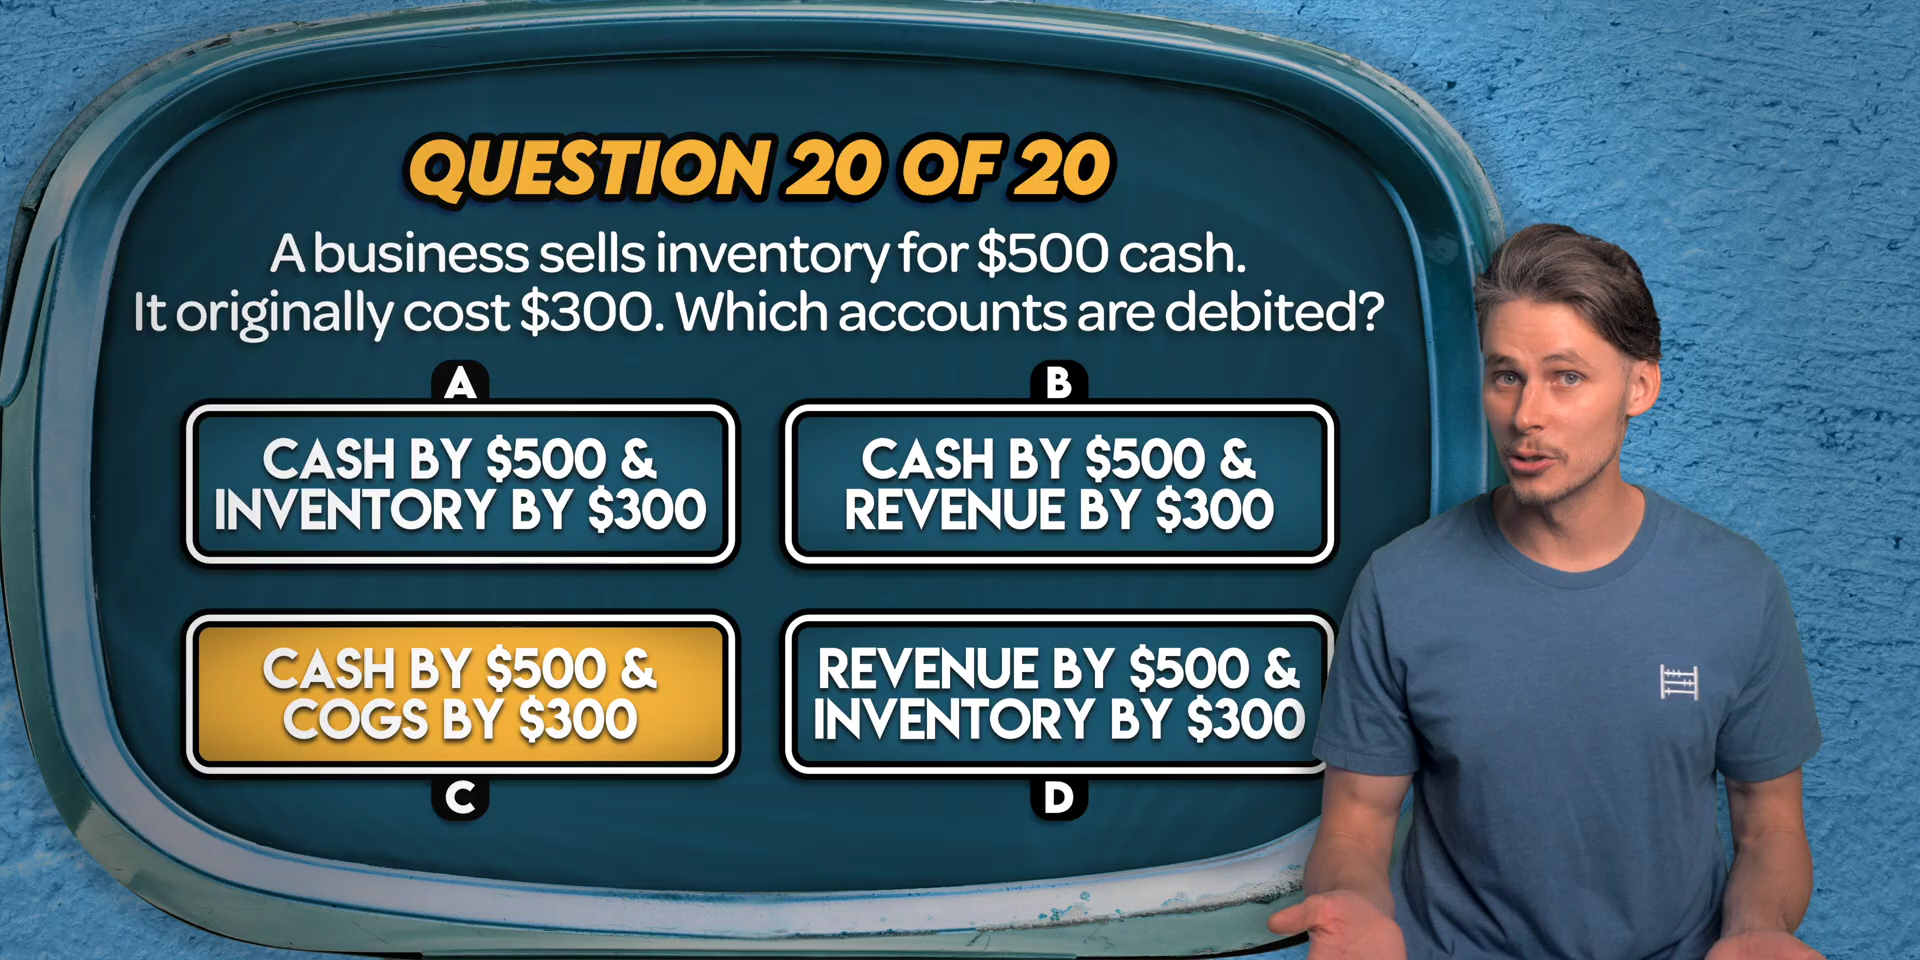 QUESTION 20 OF 20
A business sells inventory for $500 cash.
It originally cost $300. Which accounts are debited?
A
CASH BY $500 &
INVENTORY BY $300
B
CASH BY $500 &
REVENUE BY $300
CASH BY $500 &
COGS BY $300
C
REVENUE BY $500 &
INVENTORY BY $300
D